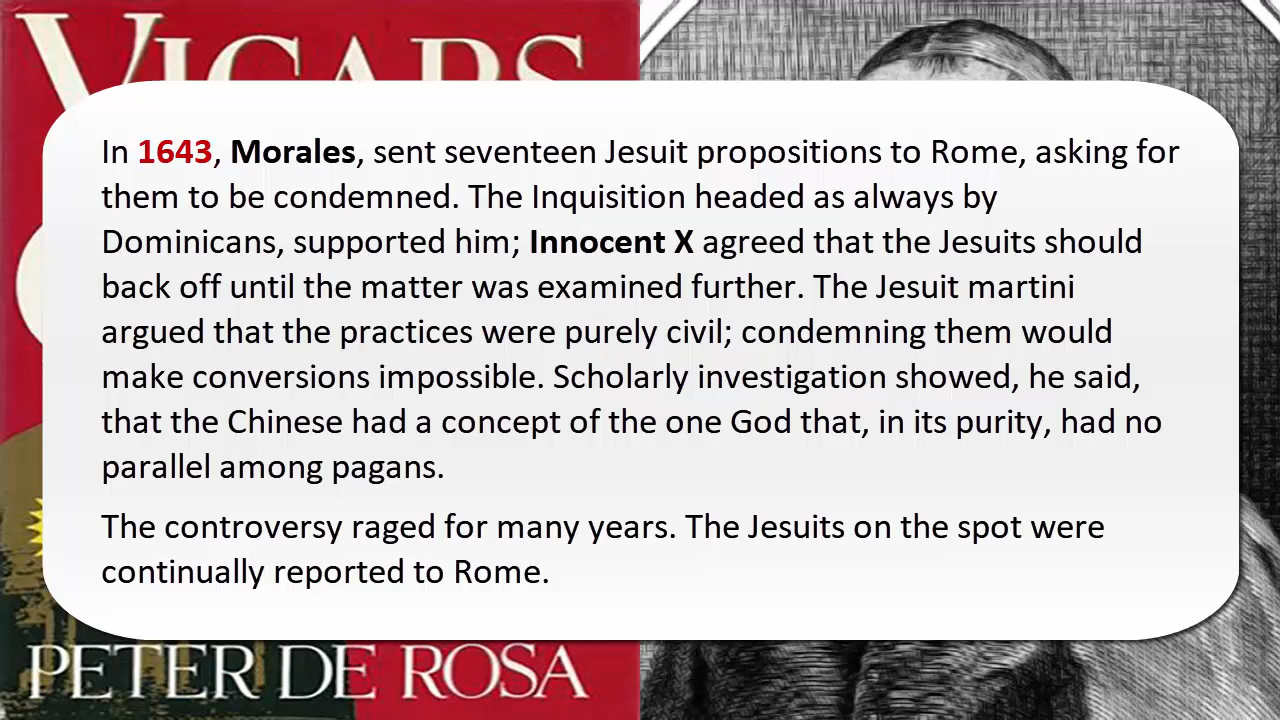 VICARS
In 1643, Morales, sent seventeen Jesuit propositions to Rome, asking for
them to be condemned. The Inquisition headed as always by
Dominicans, supported him; Innocent X agreed that the Jesuits should
back off until the matter was examined further. The Jesuit martini
argued that the practices were purely civil; condemning them would
make conversions impossible. Scholarly investigation showed, he said,
that the Chinese had a concept of the one God that, in its purity, had no
parallel among pagans.
The controversy raged for many years. The Jesuits on the spot were
continually reported to Rome.
PETER DE ROSA